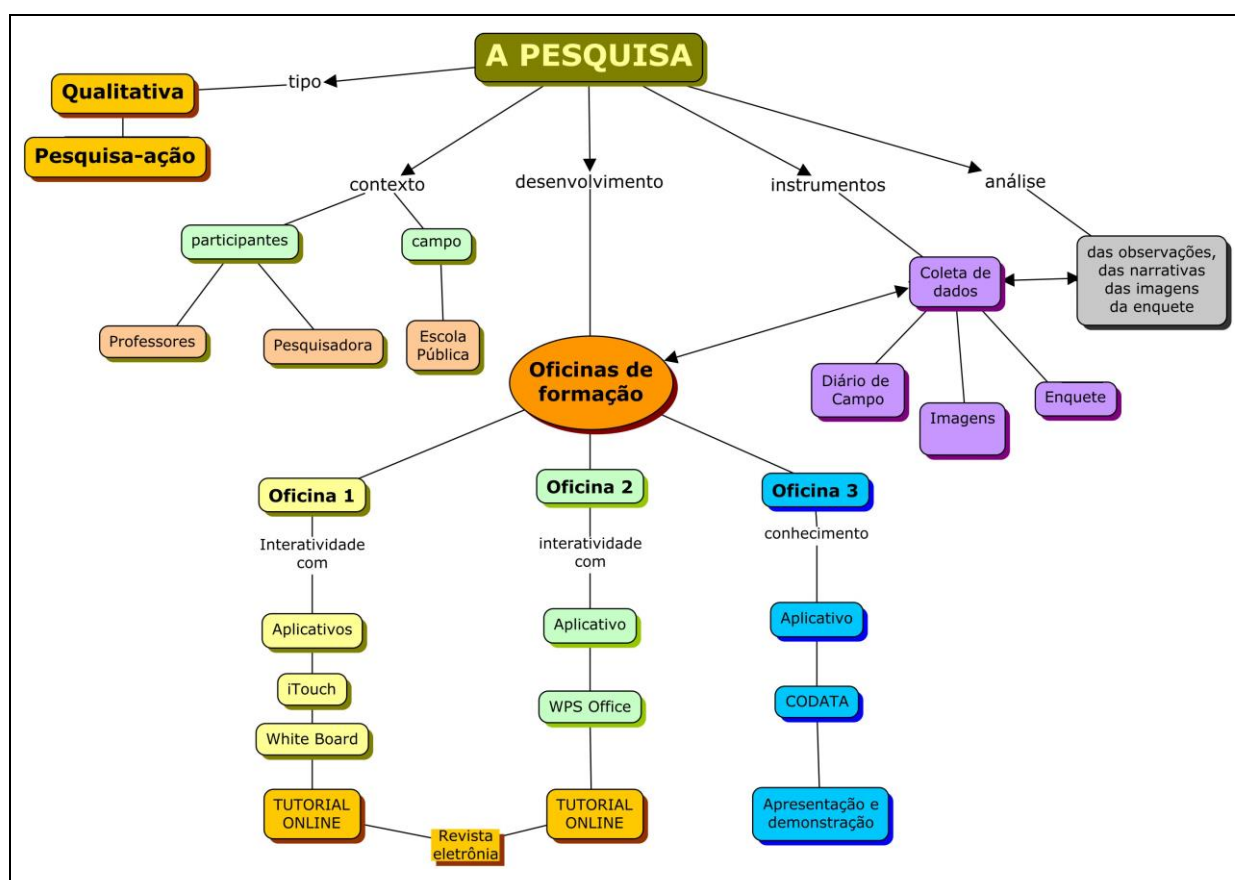 A PESQUISA
tipo
Qualitativa
Pesquisa-ação
contexto
desenvolvimento
instrumentos
análise
participantes
campo
Coleta de
dados
das observações,
das narrativas
das imagens
da enquete
Professores
Pesquisadora
Escola
Pública
Oficinas de
formação
Diário de
Campo
Imagens
Enquete
Oficina 1
Oficina 2
Oficina 3
Interatividade
com
interatividade
com
conhecimento
Aplicativos
Aplicativo
Aplicativo
iTouch
WPS Office
CODATA
White Board
TUTORIAL
ONLINE
TUTORIAL
ONLINE
Apresentação e
demonstração
Revista
eletrônia